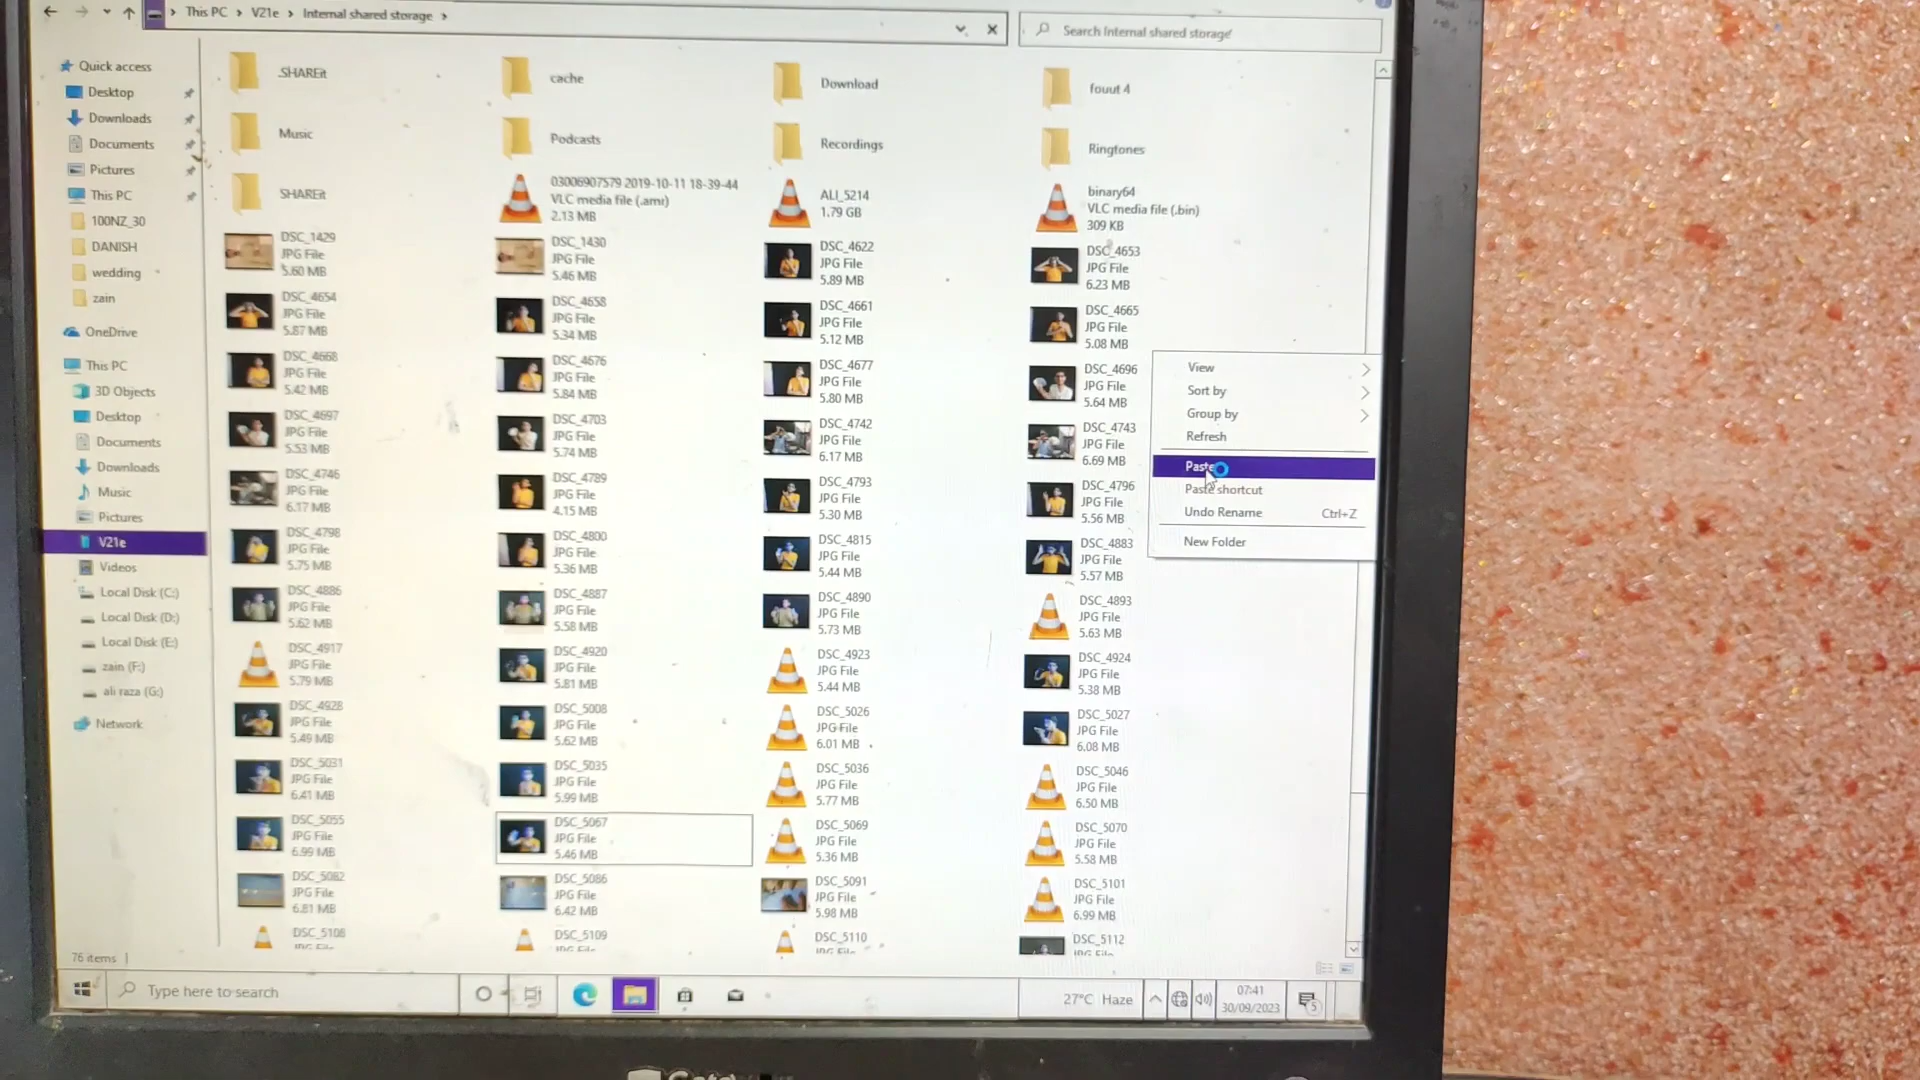 This PC > V21e > Internal shared storage >
Search Internal shared storage
Quick access
Desktop
Downloads
Documents
Pictures
This PC
100NZ_30
DANISH
wedding
zain
OneDrive
This PC
3D Objects
Desktop
Documents
Downloads
Music
Pictures
V21e
Videos
Local Disk (C:)
Local Disk (D:)
Local Disk (E:)
zain (F:)
ali raza (G:)
Network
.SHAREit
cache
Download
fouut 4
Music
Podcasts
Recordings
Ringtones
SHAREit
03006907579 2019-10-11 18-39-44
VLC media file (.amr)
2.13 MB
ALI_5214
1.79 GB
binary64
VLC media file (.bin)
309 KB
DSC_1429
JPG File
5.60 MB
DSC_1430
JPG File
5.46 MB
DSC_4622
JPG File
5.89 MB
DSC_4653
JPG File
6.23 MB
DSC_4654
JPG File
5.87 MB
DSC_4658
JPG File
5.34 MB
DSC_4661
JPG File
5.12 MB
DSC_4665
JPG File
5.08 MB
DSC_4668
JPG File
5.42 MB
DSC_4676
JPG File
5.84 MB
DSC_4677
JPG File
5.80 MB
DSC_4696
JPG File
5.64 MB
DSC_4697
JPG File
5.53 MB
DSC_4703
JPG File
5.74 MB
DSC_4742
JPG File
6.17 MB
DSC_4743
JPG File
6.69 MB
DSC_4746
JPG File
6.17 MB
DSC_4789
JPG File
4.15 MB
DSC_4793
JPG File
5.30 MB
DSC_4796
JPG File
5.56 MB
DSC_4798
JPG File
5.75 MB
DSC_4800
JPG File
5.36 MB
DSC_4815
JPG File
5.44 MB
DSC_4883
JPG File
5.57 MB
DSC_4886
JPG File
5.62 MB
DSC_4887
JPG File
5.58 MB
DSC_4890
JPG File
5.73 MB
DSC_4893
JPG File
5.63 MB
DSC_4917
JPG File
5.79 MB
DSC_4920
JPG File
5.81 MB
DSC_4923
JPG File
5.44 MB
DSC_4924
JPG File
5.38 MB
DSC_4928
JPG File
5.49 MB
DSC_5008
JPG File
5.62 MB
DSC_5026
JPG File
6.01 MB
DSC_5027
JPG File
6.08 MB
DSC_5031
JPG File
6.41 MB
DSC_5035
JPG File
5.99 MB
DSC_5036
JPG File
5.77 MB
DSC_5046
JPG File
6.50 MB
DSC_5055
JPG File
6.99 MB
DSC_5067
JPG File
5.46 MB
DSC_5069
JPG File
5.36 MB
DSC_5070
JPG File
5.58 MB
DSC_5082
JPG File
6.81 MB
DSC_5086
JPG File
6.42 MB
DSC_5091
JPG File
5.98 MB
DSC_5101
JPG File
6.99 MB
DSC_5108
JPG File
DSC_5109
JPG File
DSC_5110
JPG File
DSC_5112
JPG File
View
Sort by
Group by
Refresh
Paste
Paste shortcut
Undo Rename Ctrl+Z
New Folder
76 items
Type here to search
27°C Haze
07:41
30/09/2023
5